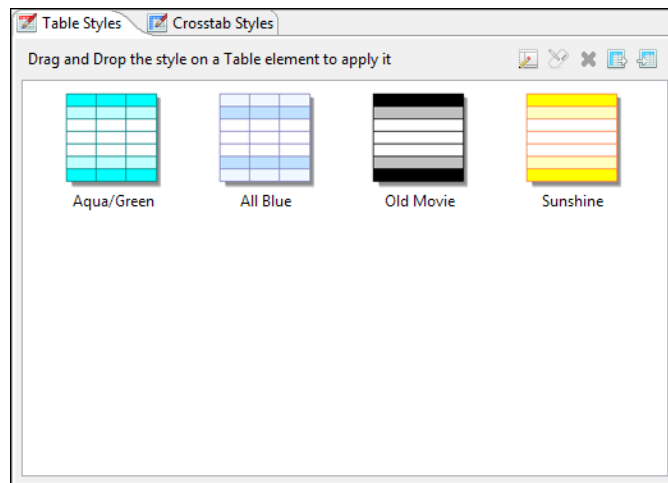 Table Styles
Crosstab Styles
Drag and Drop the style on a Table element to apply it
Aqua/Green
All Blue
Old Movie
Sunshine